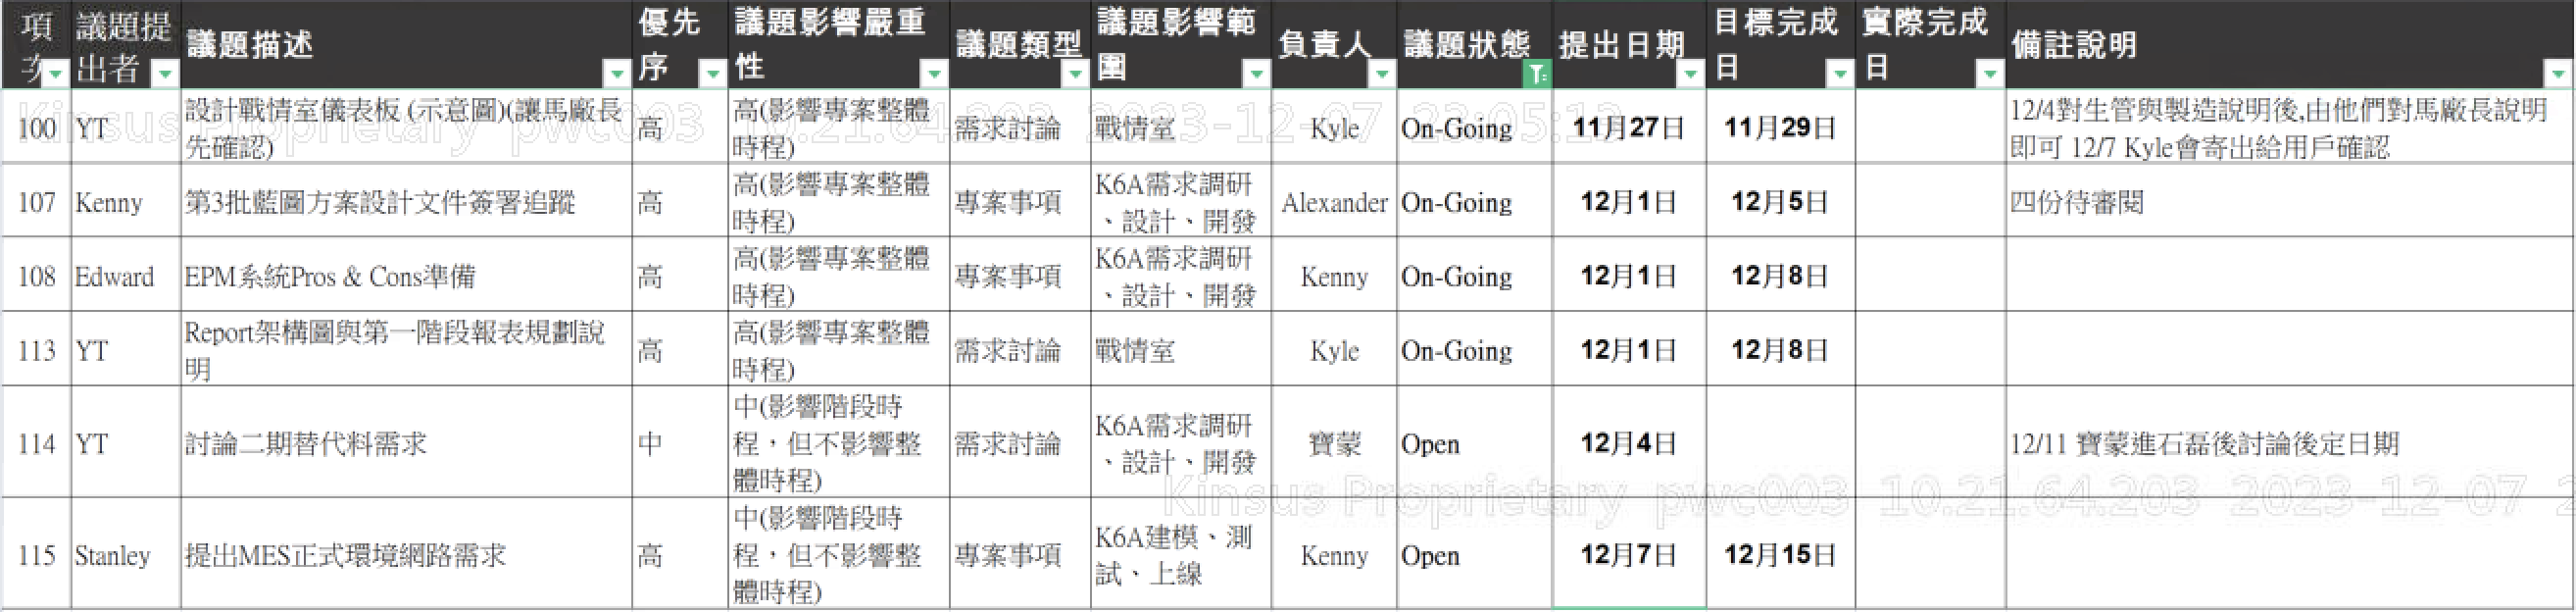 項次 議題提出者 議題描述 優先序 議題影響嚴重性 議題類型 議題影響範圍 負責人 議題狀態 提出日期 目標完成日 實際完成日 備註說明
100 YT 設計戰情室儀表板 (示意圖)(讓馬廠長先確認) 高 高(影響專案整體時程) 需求討論 戰情室 Kyle On-Going 11月27日 11月29日 12/4對生管與製造說明後,由他們對馬廠長說明即可 12/7 Kyle會寄出給用戶確認
107 Kenny 第3批藍圖方案設計文件簽署追蹤 高 高(影響專案整體時程) 專案事項 K6A需求調研、設計、開發 Alexander On-Going 12月1日 12月5日 四份待審閱
108 Edward EPM系統Pros & Cons準備 高 高(影響專案整體時程) 專案事項 K6A需求調研、設計、開發 Kenny On-Going 12月1日 12月8日
113 YT Report架構圖與第一階段報表規劃說明 高 高(影響專案整體時程) 需求討論 戰情室 Kyle On-Going 12月1日 12月8日
114 YT 討論二期替代料需求 中 中(影響階段時程，但不影響整體時程) 需求討論 K6A需求調研、設計、開發 寶蒙 Open 12月4日 12/11 寶蒙進石磊後討論後定日期
115 Stanley 提出MES正式環境網路需求 高 中(影響階段時程，但不影響整體時程) 專案事項 K6A建模、測試、上線 Kenny Open 12月7日 12月15日
Kinsus Proprietary pwc003 10.21.64.203 2023-12-07 23:05:13
Kinsus Proprietary pwc003 10.21.64.203 2023-12-07 2